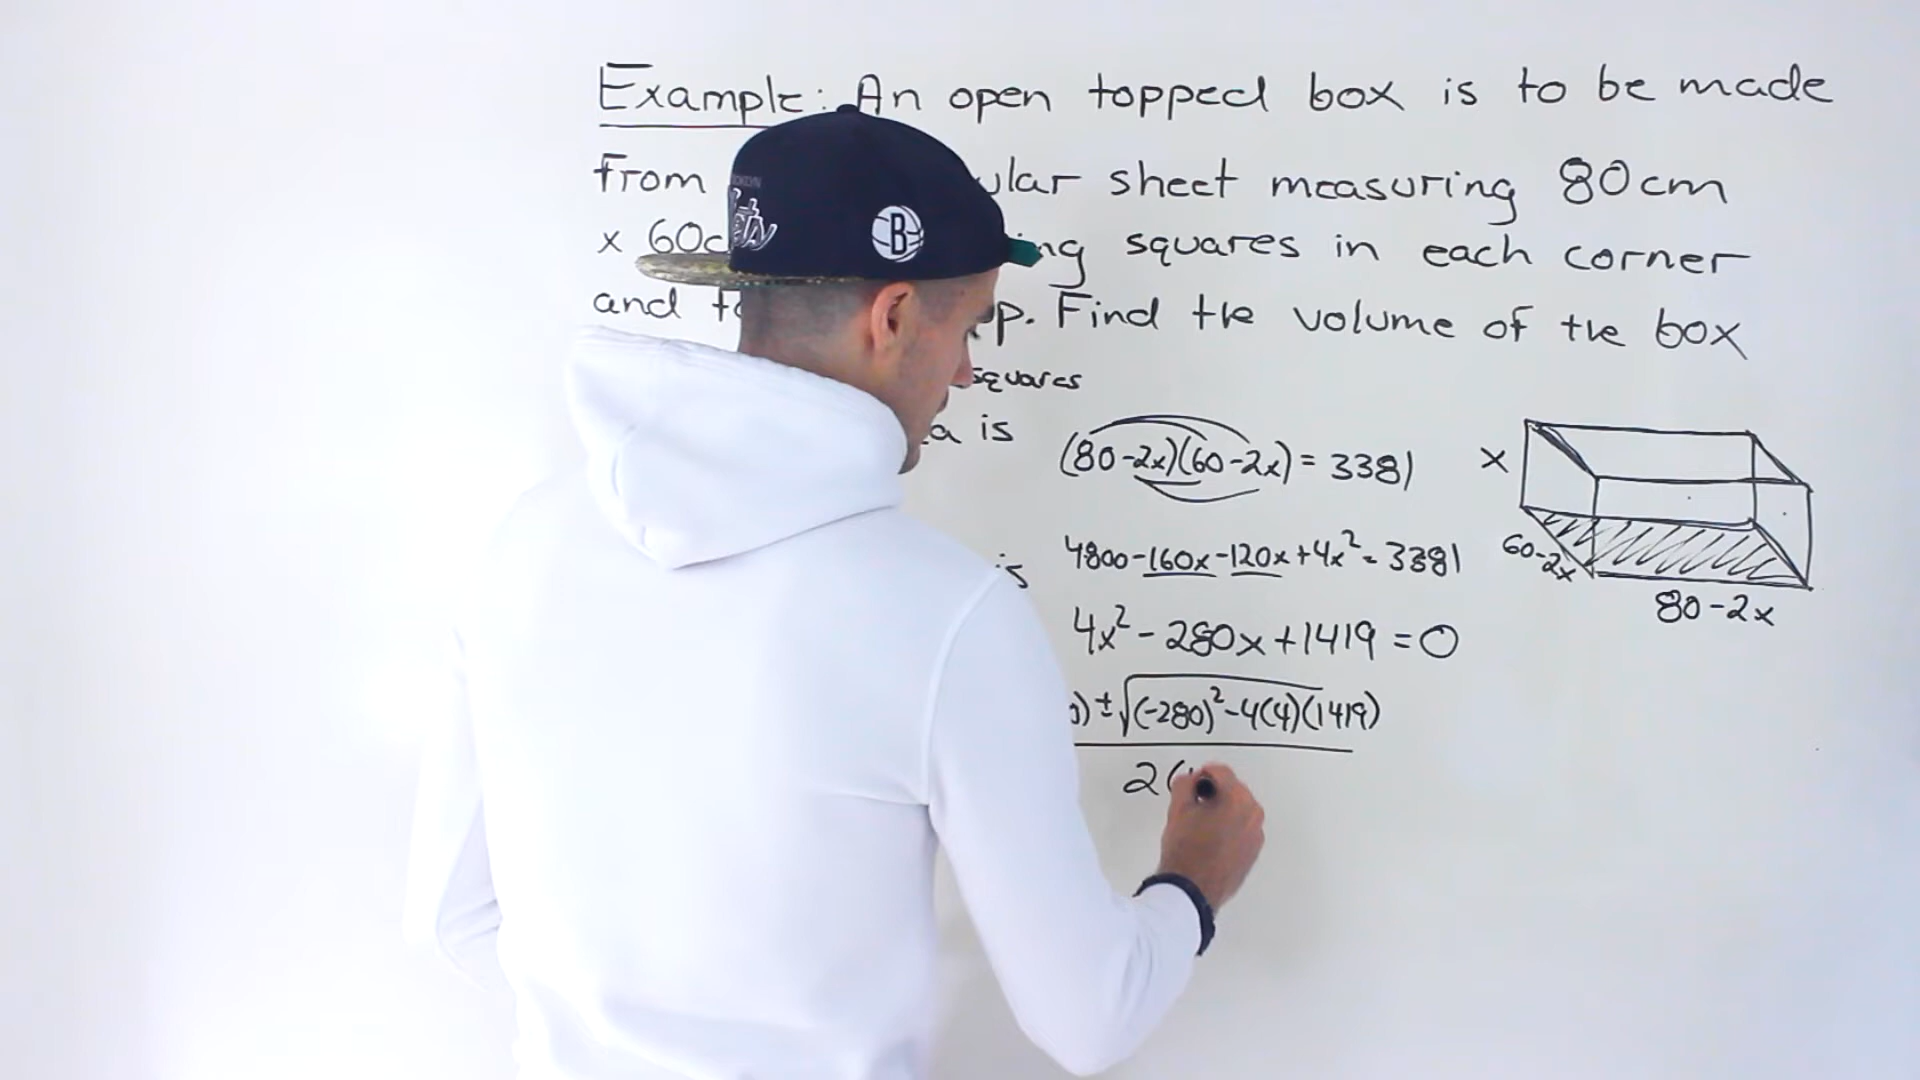 Example: An open topped box is to be made
from ular sheet measuring 80cm
x 60c ing squares in each corner
and p. Find the volume of the box
squares
a is
(80-2x)(60-2x) = 3381
is 4800-160x-120x+4x² = 3381
4x² - 280x + 1419 = 0
) ± √(-280)² - 4(4)(1419)
2(
x
60-2x
80-2x
B